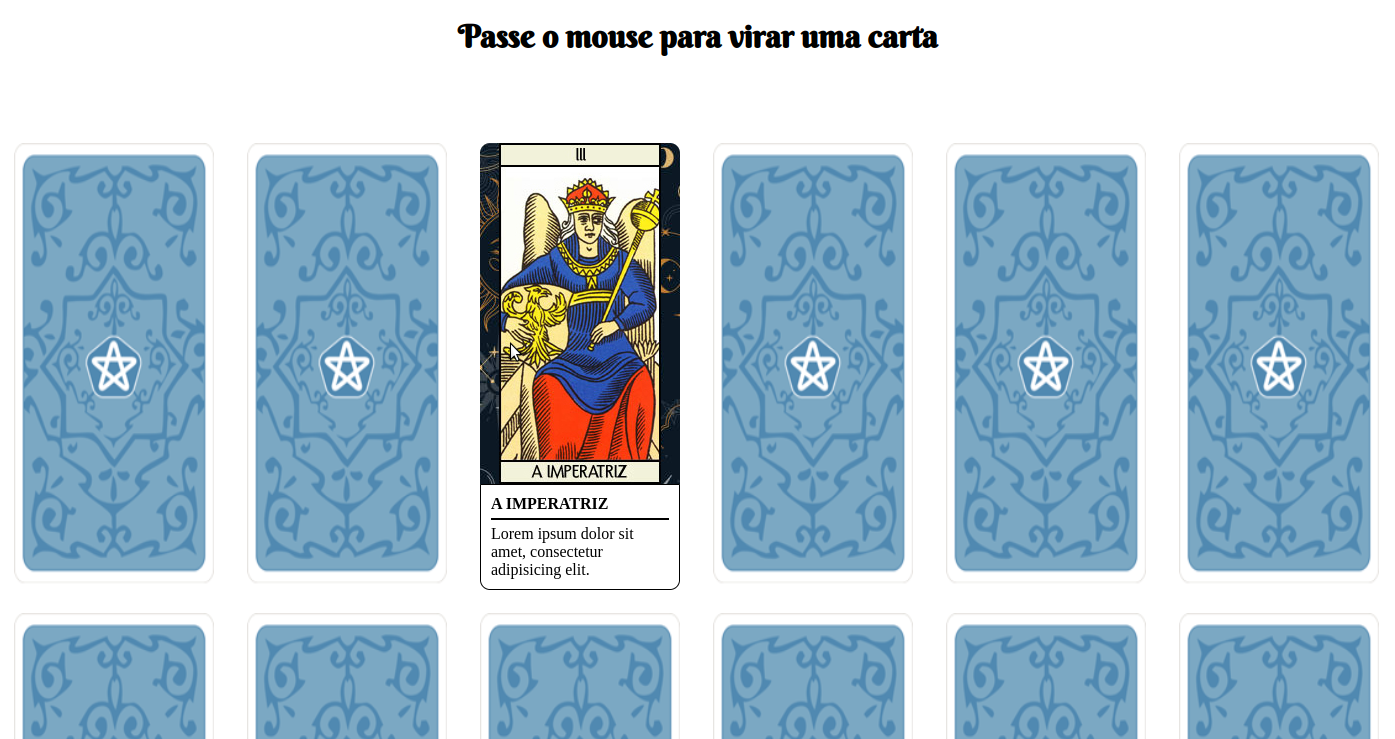 Passe o mouse para virar uma carta
III
A IMPERATRIZ
A IMPERATRIZ
Lorem ipsum dolor sit
amet, consectetur
adipisicing elit.